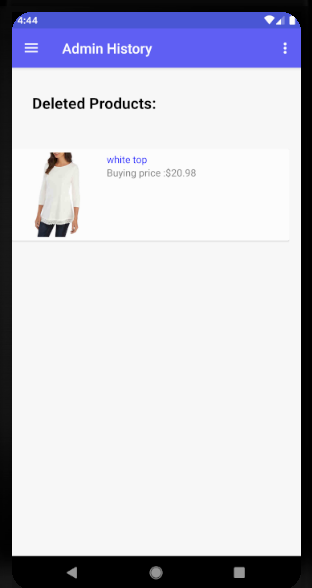 4:44
Admin History
Deleted Products:
white top
Buying price :$20.98